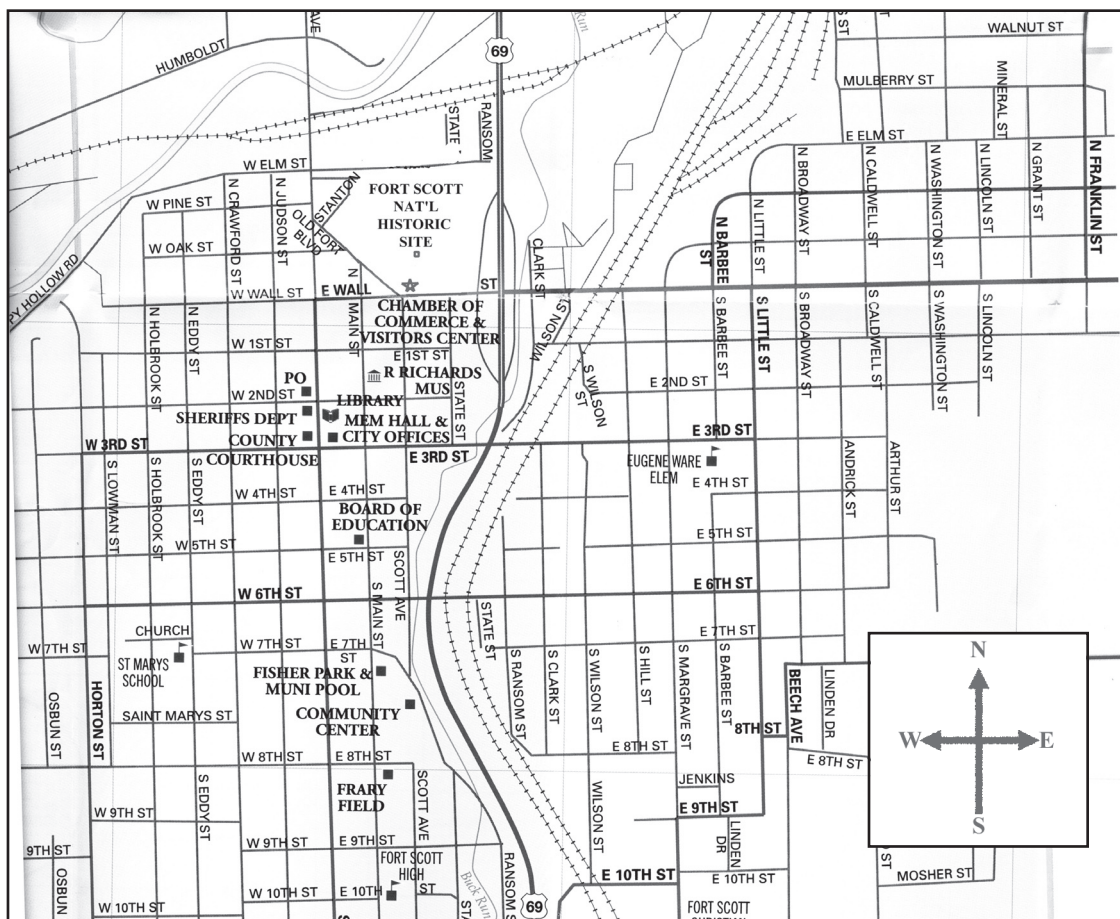 HUMBOLDT
AVE
69
Run
S ST
ST
WALNUT ST
MULBERRY ST
MINERAL ST
E ELM ST
STATE
RANSOM
W ELM ST
N CRAWFORD ST
N JUDSON ST
STANTON
OLD FORT
BLVD
FORT SCOTT
NAT'L
HISTORIC
SITE
W PINE ST
W OAK ST
PY HOLLOW RD
W WALL ST
E WALL
ST
CLARK ST
N BARBEE
ST
N LITTLE ST
N BROADWAY ST
N CALDWELL ST
N WASHINGTON ST
N LINCOLN ST
N GRANT ST
N FRANKLIN ST
CHAMBER OF
COMMERCE &
VISITORS CENTER
N HOLBROOK ST
N EDDY ST
N
MAIN ST
W 1ST ST
E 1ST ST
WILSON ST
S BARBEE ST
S LITTLE ST
S BROADWAY ST
S CALDWELL ST
S WASHINGTON ST
S LINCOLN ST
R RICHARDS
MUS
PO
W 2ND ST
E 2ND ST
S WILSON
ST
STATE ST
LIBRARY
SHERIFFS DEPT
MEM HALL &
CITY OFFICES
COUNTY
COURTHOUSE
W 3RD ST
E 3RD ST
E 3RD ST
EUGENE WARE
ELEM
S LOWMAN ST
S HOLBROOK ST
S EDDY ST
W 4TH ST
E 4TH ST
E 4TH ST
ANDRICK ST
ARTHUR ST
BOARD OF
EDUCATION
W 5TH ST
E 5TH ST
E 5TH ST
SCOTT AVE
S MAIN ST
W 6TH ST
E 6TH ST
STATE ST
CHURCH
W 7TH ST
W 7TH ST
E 7TH
ST
E 7TH ST
ST MARYS
SCHOOL
FISHER PARK &
MUNI POOL
COMMUNITY
CENTER
OSBUN ST
HORTON ST
SAINT MARYS ST
S RANSOM ST
S CLARK ST
S WILSON ST
S HILL ST
S MARGRAVE ST
S BARBEE ST
BEECH AVE
LINDEN DR
8TH ST
E 8TH ST
W 8TH ST
E 8TH ST
E 8TH ST
N
W
E
S
S EDDY ST
FRARY
FIELD
SCOTT AVE
JENKINS
W 9TH ST
WILSON ST
E 9TH ST
LINDEN
DR
9TH ST
W 9TH ST
E 9TH ST
FORT SCOTT
HIGH
OSBUN
W 10TH ST
W 10TH ST
E 10TH
ST
Buck Run
RANSOM S
69
E 10TH ST
E 10TH ST
FORT SCOTT
ST
MOSHER ST